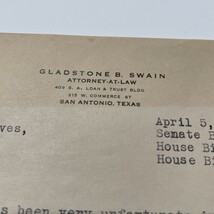 GLADSTONE B. SWAIN
ATTORNEY-AT-LAW
409 S. A. LOAN & TRUST BLDG
215 W. COMMERCE ST
SAN ANTONIO, TEXAS
April 5,
ves,
Senate B
House Bi
House Bi
s been very unfortunate i